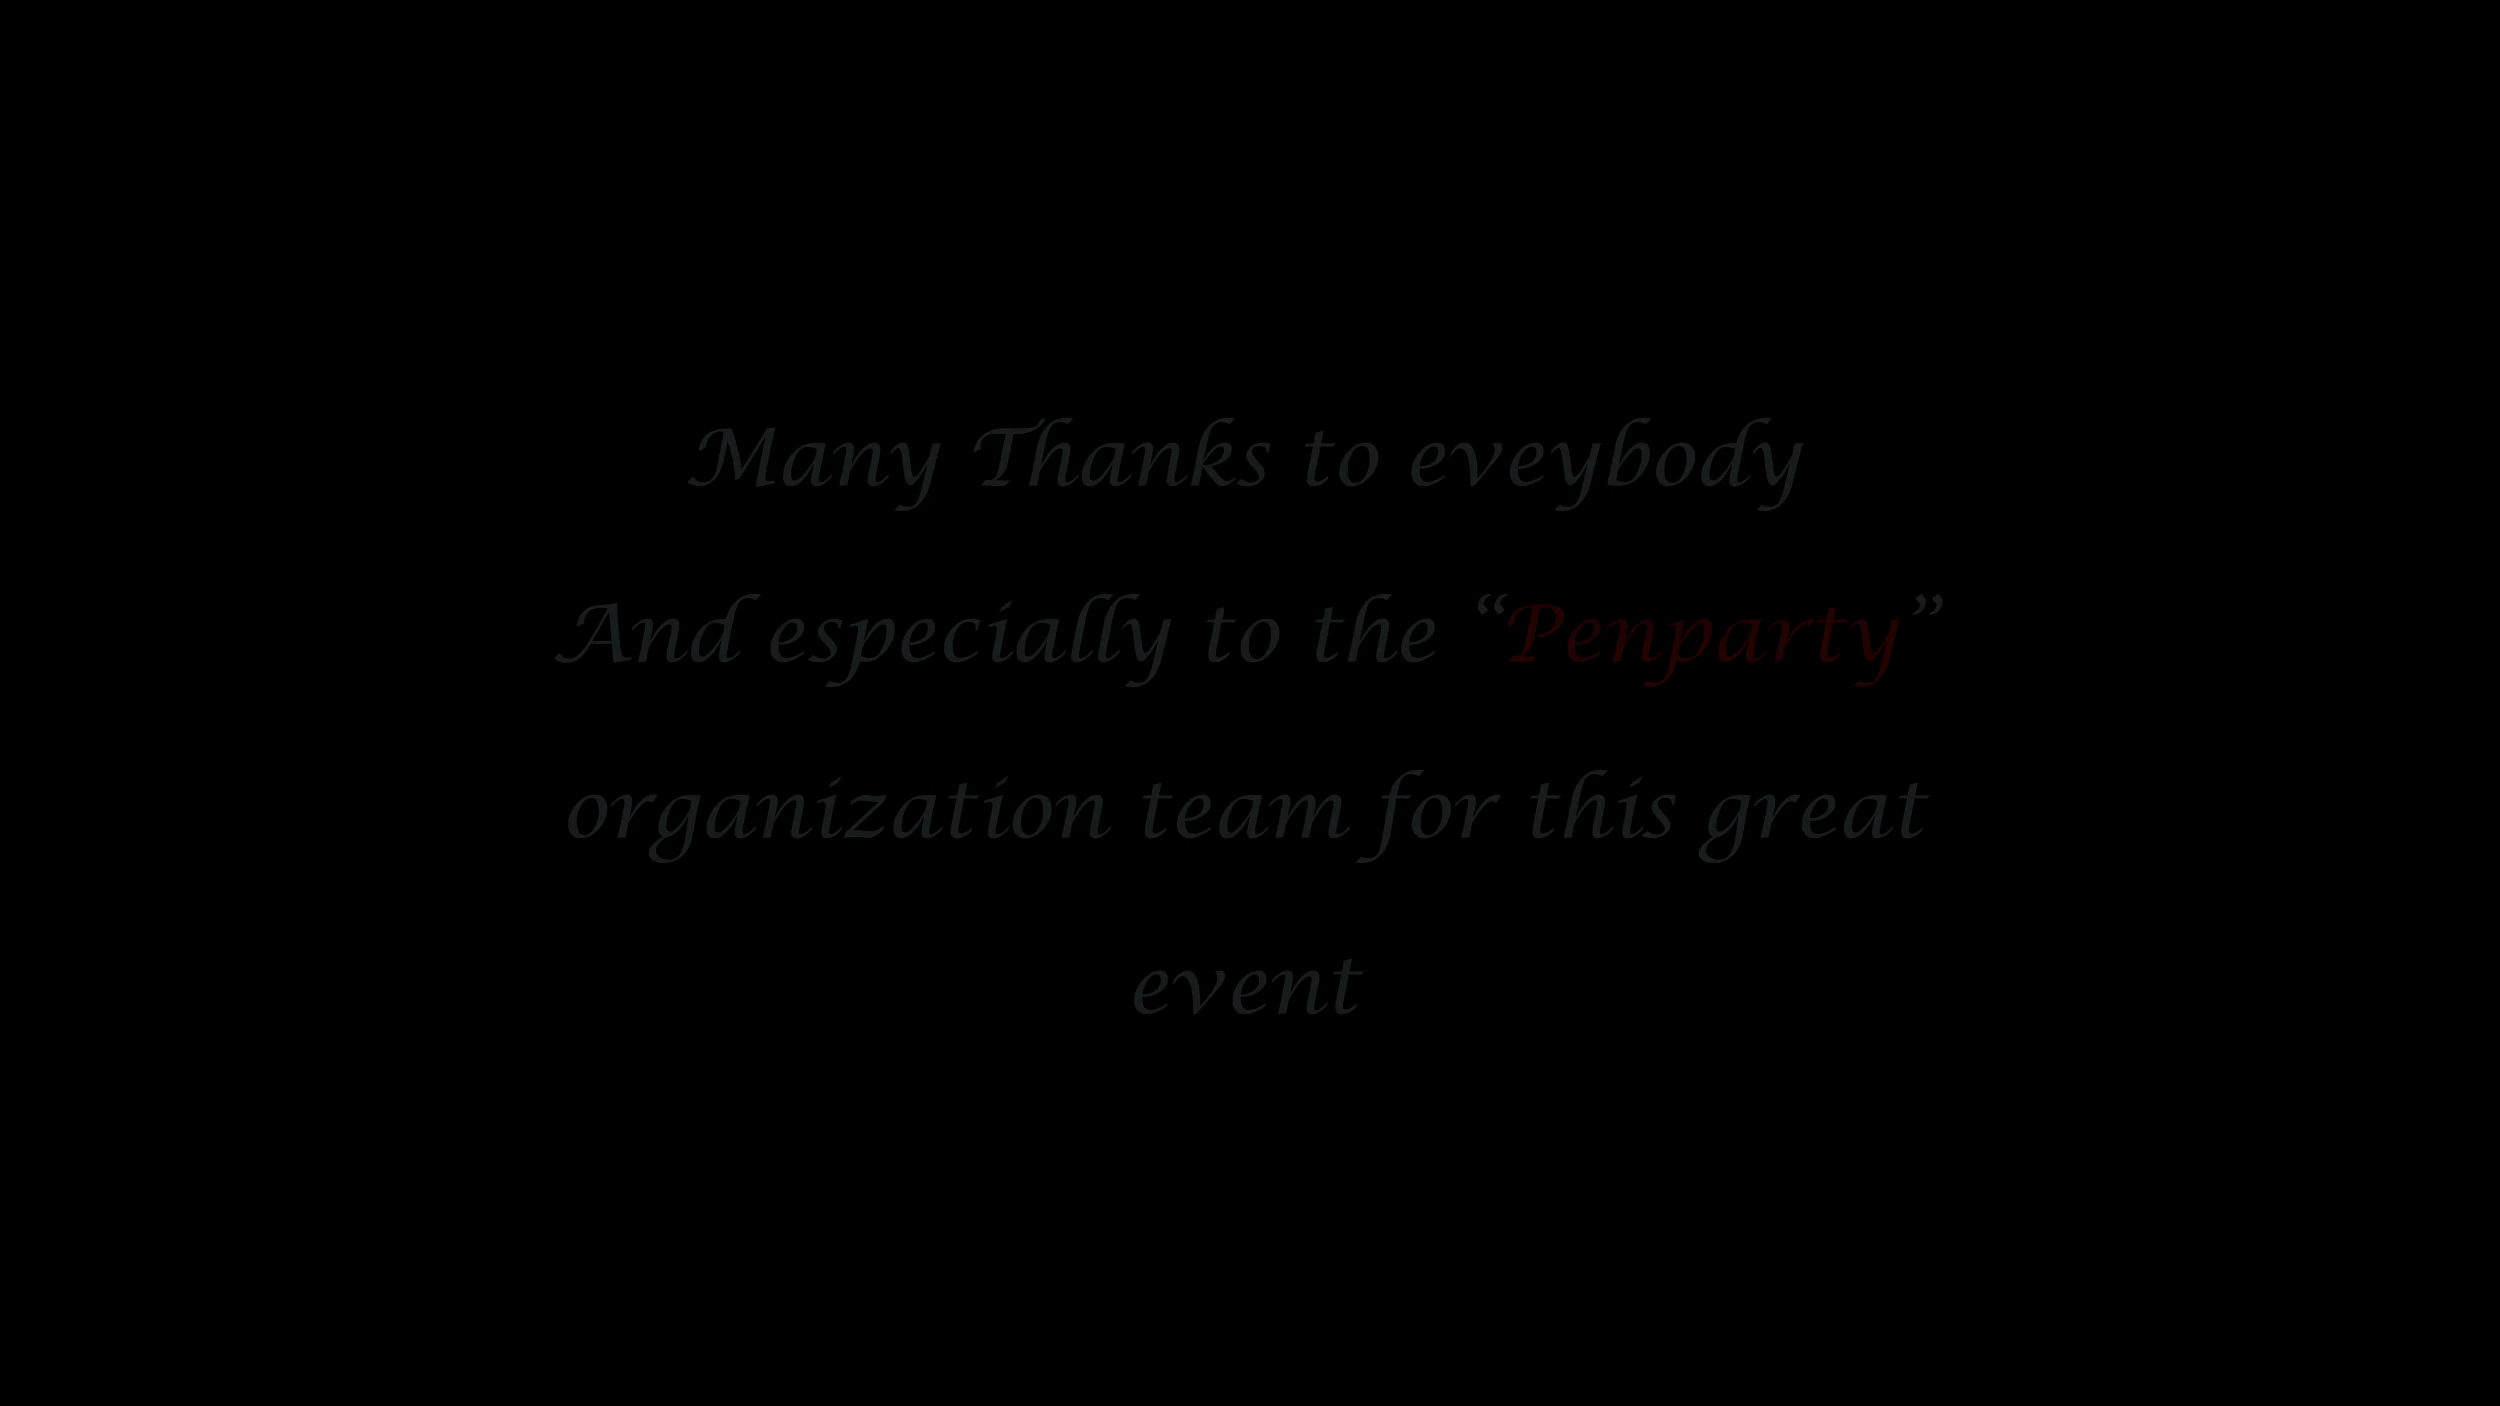 Many Thanks to eveybody
And especially to the “Penparty”
organization team for this great
event